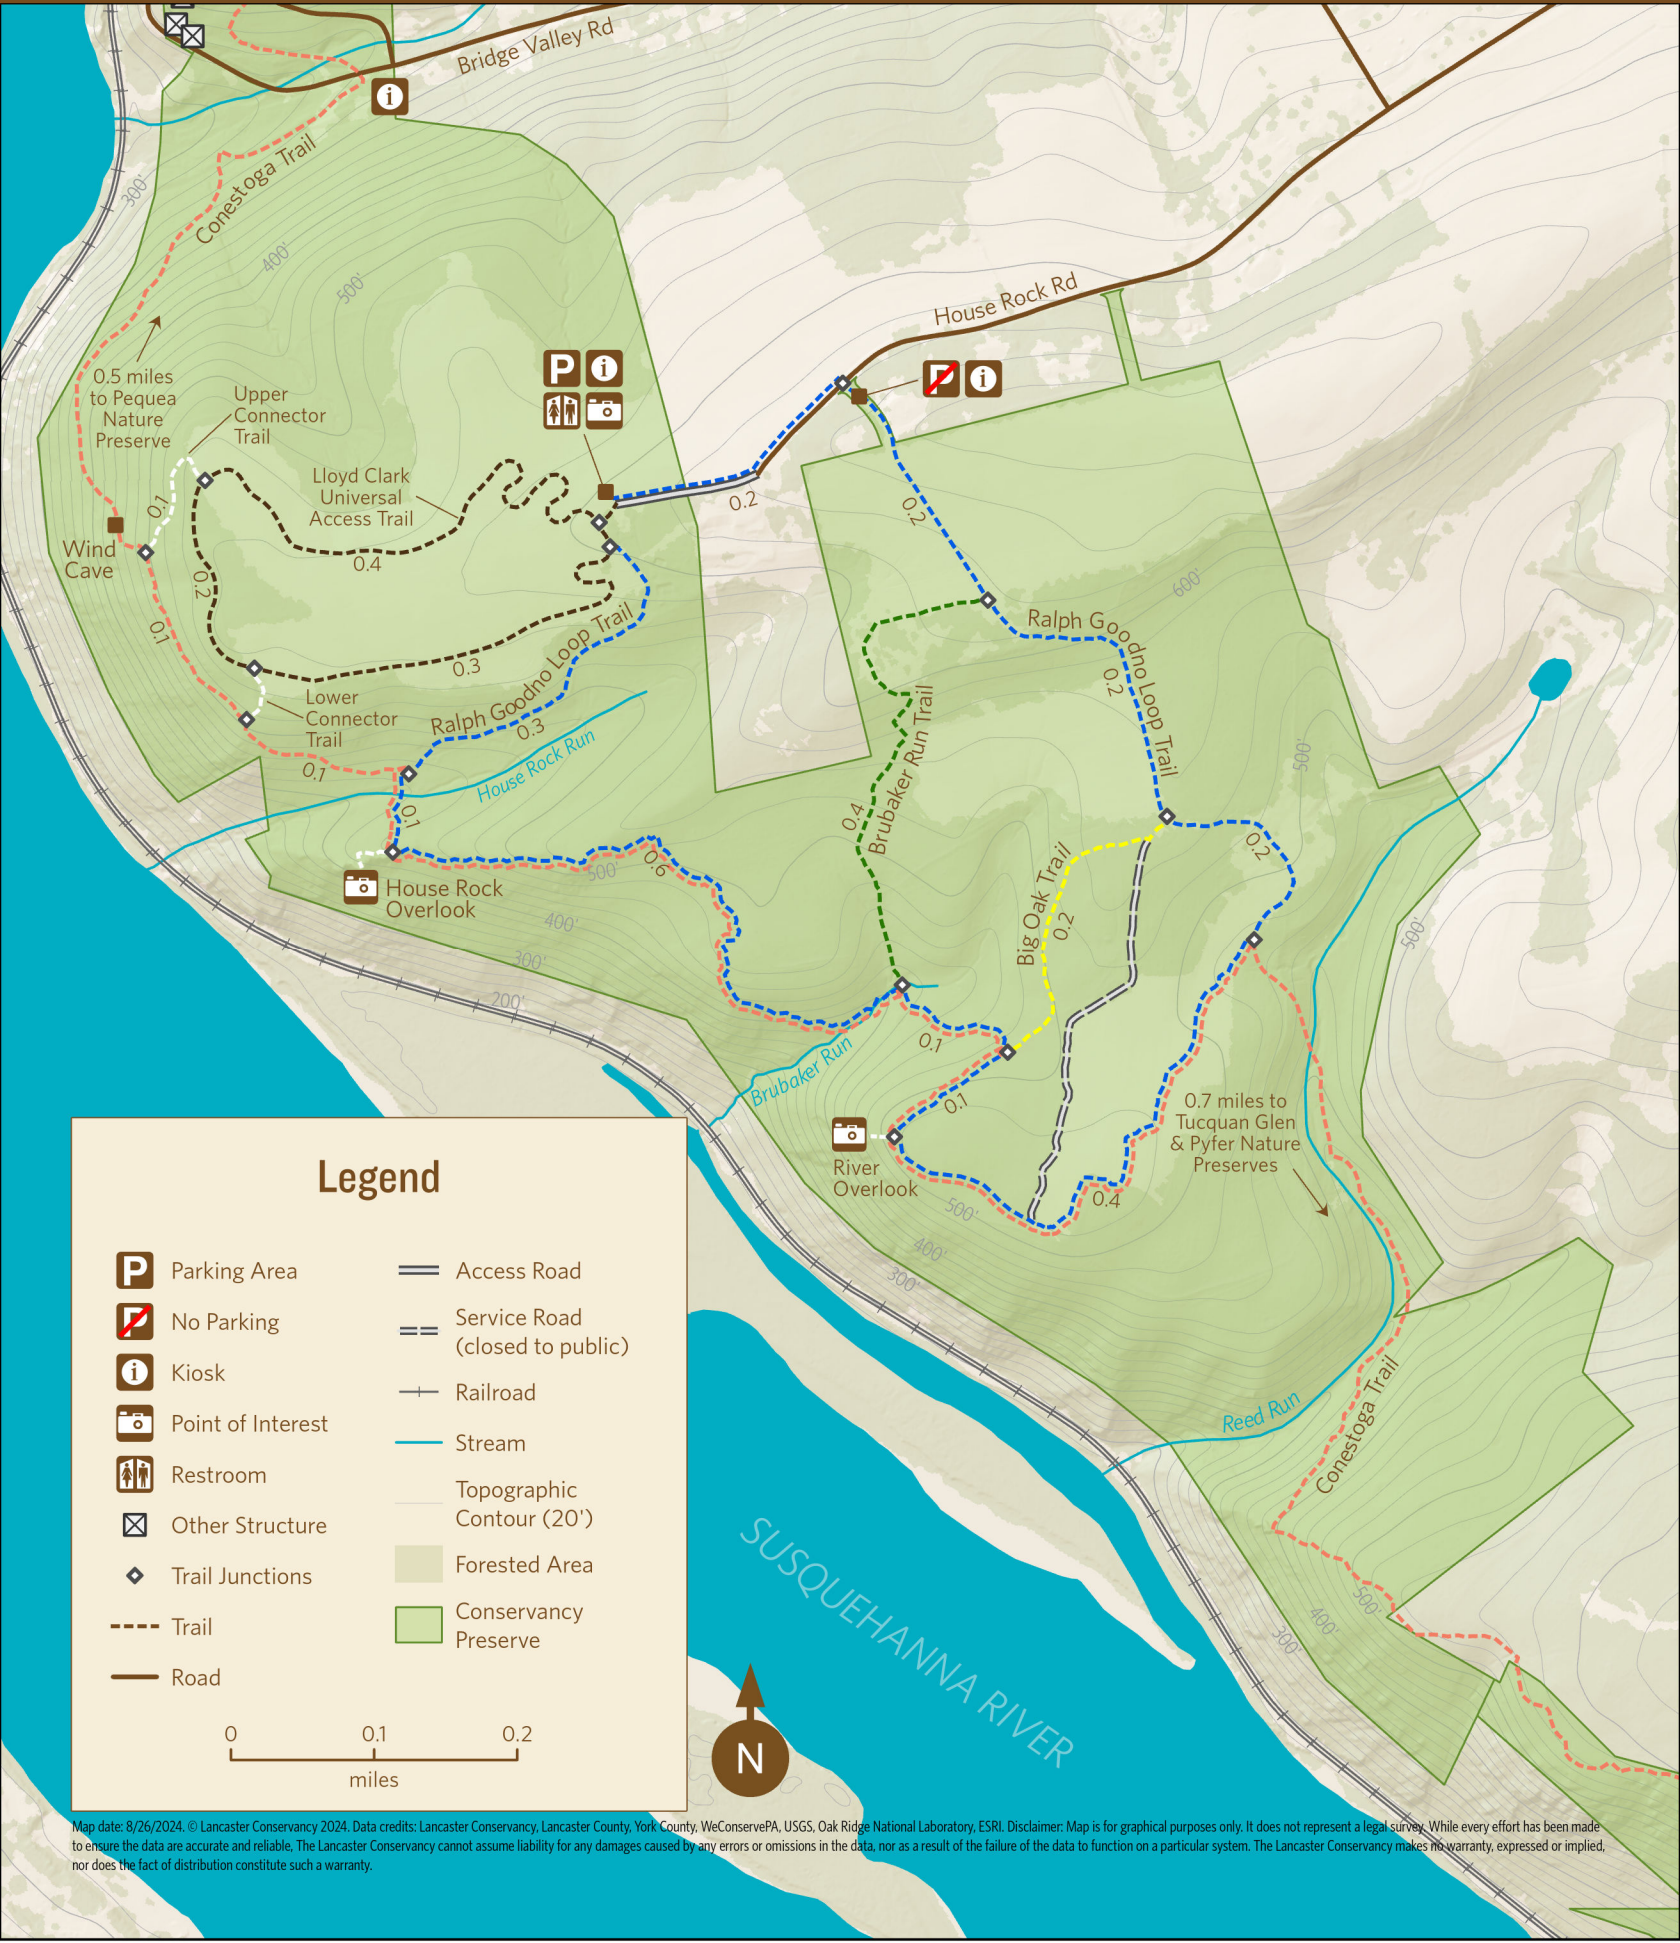 Bridge Valley Rd
i
Conestoga Trail
300'
400'
500'
House Rock Rd
P i
P i
0.5 miles
to Pequea
Nature
Preserve
Upper
Connector
Trail
Lloyd Clark
Universal
Access Trail
0.1
0.4
0.2
0.2
Wind
Cave
0.2
0.1
600'
Ralph Goodno Loop Trail
0.2
Ralph Goodno Loop Trail
0.3
0.3
Lower
Connector
Trail
0.1
House Rock Run
Brubaker Run Trail
0.4
500'
0.1
0.2
House Rock
Overlook
0.6
500'
400'
300'
200'
Big Oak Trail
0.2
500'
0.1
Brubaker Run
0.1
River
Overlook
0.7 miles to
Tucquan Glen
& Pyfer Nature
Preserves
0.4
500'
400'
300'
Reed Run
Conestoga Trail
500'
400'
300'
SUSQUEHANNA RIVER
N
Legend
P Parking Area
P No Parking
i Kiosk
Point of Interest
Restroom
Other Structure
Trail Junctions
Trail
Road
Access Road
Service Road
(closed to public)
Railroad
Stream
Topographic
Contour (20')
Forested Area
Conservancy
Preserve
0 0.1 0.2
miles
Map date: 8/26/2024. © Lancaster Conservancy 2024. Data credits: Lancaster Conservancy, Lancaster County, York County, WeConservePA, USGS, Oak Ridge National Laboratory, ESRI. Disclaimer: Map is for graphical purposes only. It does not represent a legal survey. While every effort has been made
to ensure the data are accurate and reliable, The Lancaster Conservancy cannot assume liability for any damages caused by any errors or omissions in the data, nor as a result of the failure of the data to function on a particular system. The Lancaster Conservancy makes no warranty, expressed or implied,
nor does the fact of distribution constitute such a warranty.